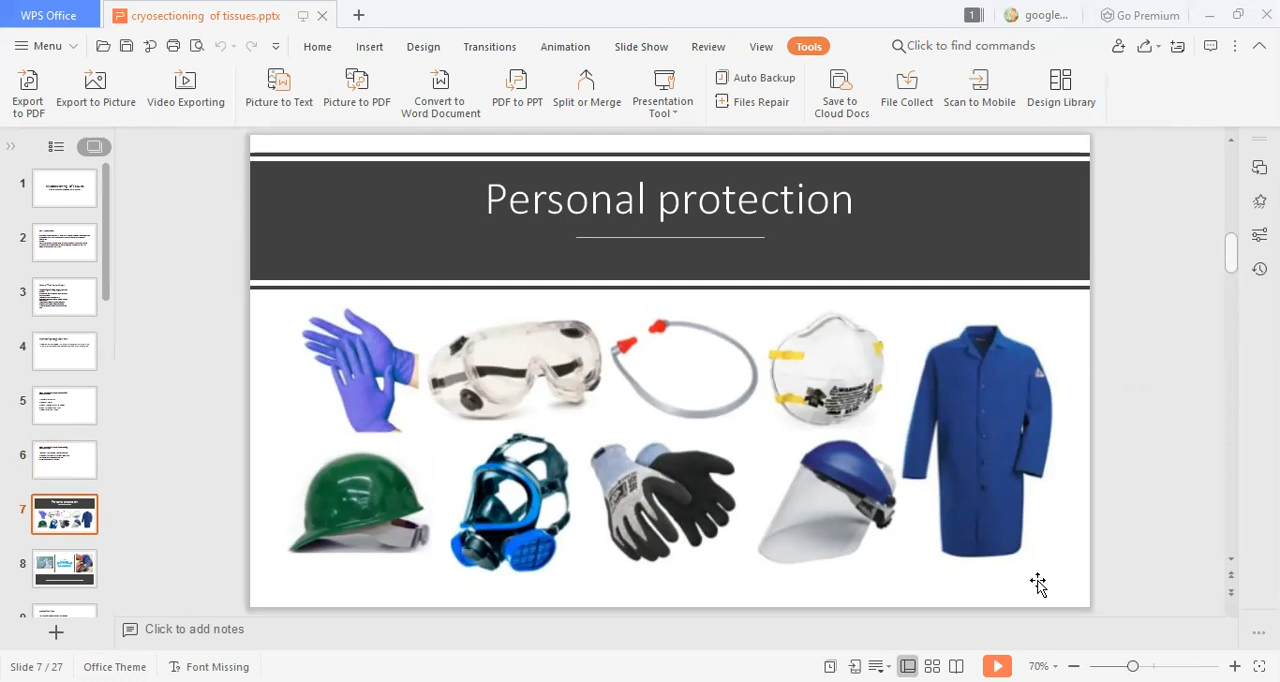 WPS Office
cryosectioning of tissues.pptx
1
google...
Go Premium
Menu
Home
Insert
Design
Transitions
Animation
Slide Show
Review
View
Tools
Click to find commands
Export to PDF
Export to Picture
Video Exporting
Picture to Text
Picture to PDF
Convert to Word Document
PDF to PPT
Split or Merge
Presentation Tool
Auto Backup
Files Repair
Save to Cloud Docs
File Collect
Scan to Mobile
Design Library
1
2
3
4
5
6
7
8
Personal protection
WARNING
Click to add notes
Slide 7 / 27
Office Theme
Font Missing
70%